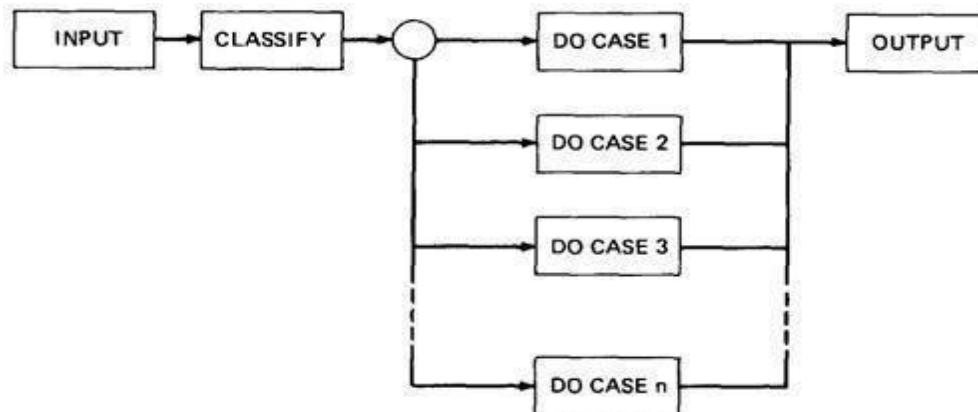 INPUT
CLASSIFY
DO CASE 1
OUTPUT
DO CASE 2
DO CASE 3
DO CASE n